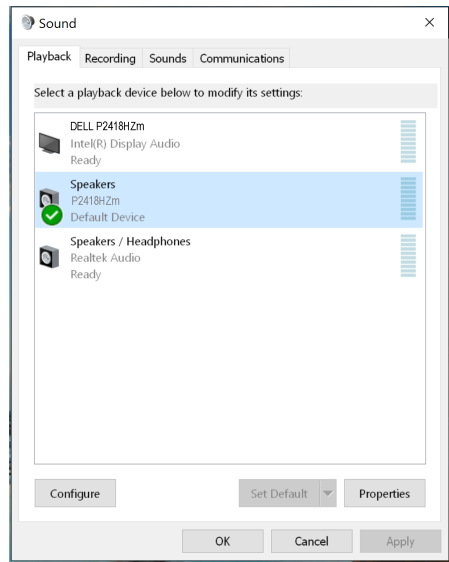 Sound
Playback Recording Sounds Communications
Select a playback device below to modify its settings:
DELL P2418HZm
Intel(R) Display Audio
Ready
Speakers
P2418HZm
Default Device
Speakers / Headphones
Realtek Audio
Ready
Configure Set Default Properties
OK Cancel Apply